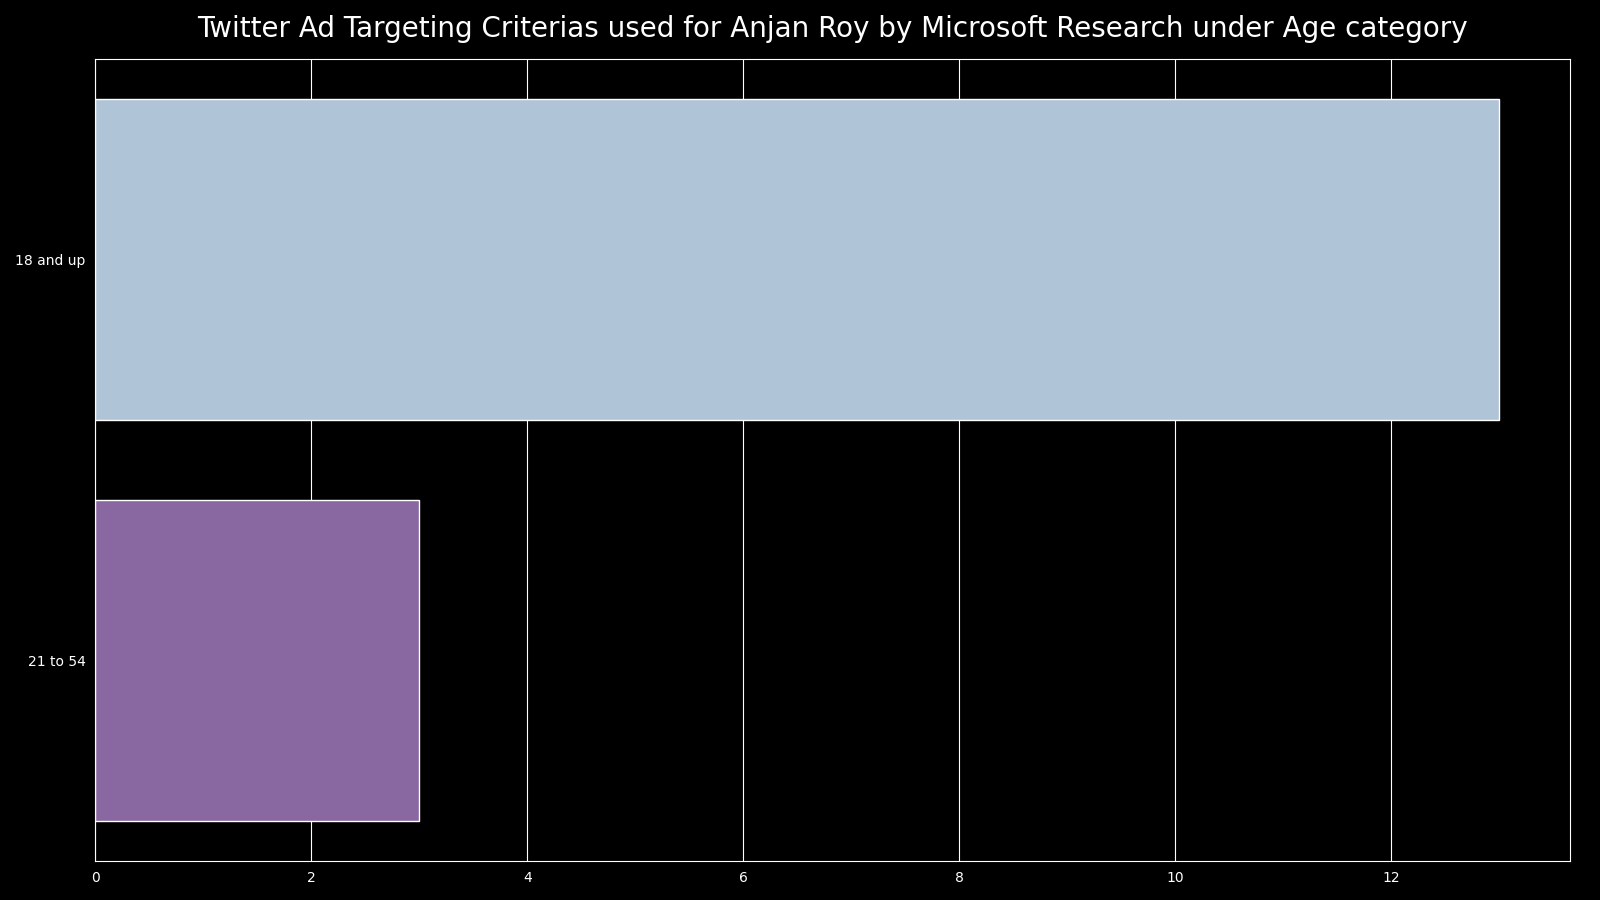 Twitter Ad Targeting Criterias used for Anjan Roy by Microsoft Research under Age category
18 and up
21 to 54
0 2 4 6 8 10 12